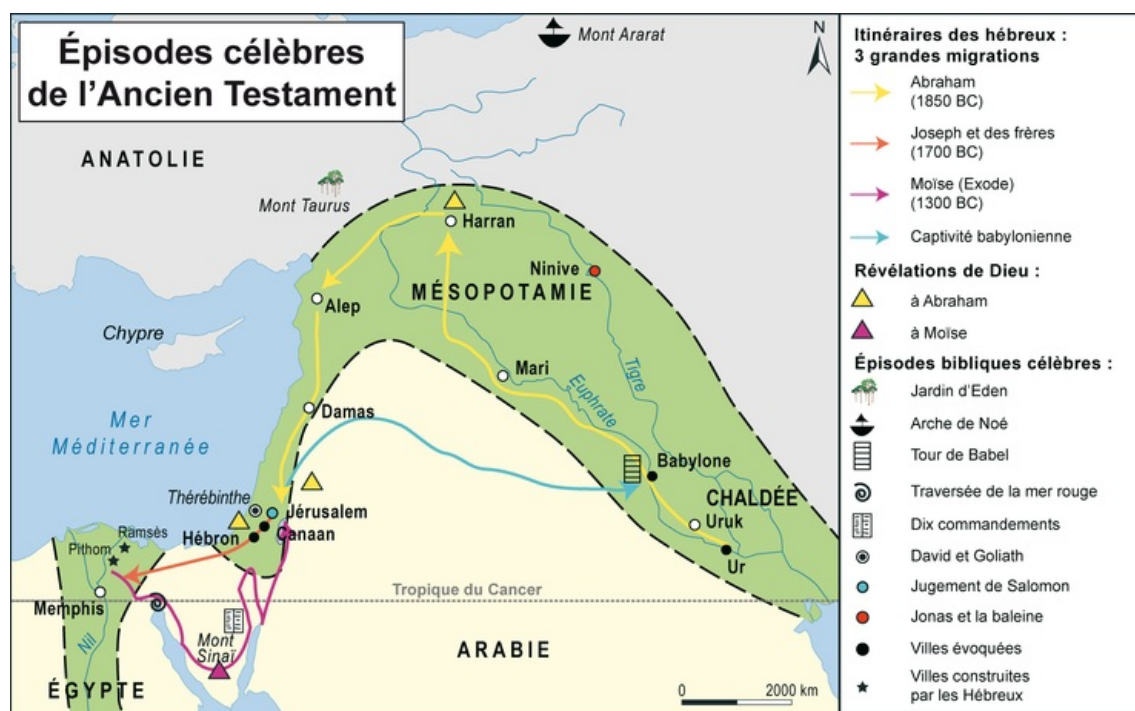 Épisodes célèbres
de l'Ancien Testament
Mont Ararat
N
ANATOLIE
Mont Taurus
Harran
Ninive
MÉSOPOTAMIE
Alep
Chypre
Mari
Tigre
Euphrate
Damas
Mer
Méditerranée
Babylone
Thérébinthe
Jérusalem
CHALDÉE
Uruk
Hébron
Canaan
Ramsès
Pithom
Ur
Tropique du Cancer
Memphis
Mont
Sinaï
ARABIE
Nil
ÉGYPTE
0 2000 km
Itinéraires des hébreux :
3 grandes migrations
Abraham
(1850 BC)
Joseph et des frères
(1700 BC)
Moïse (Exode)
(1300 BC)
Captivité babylonienne
Révélations de Dieu :
à Abraham
à Moïse
Épisodes bibliques célèbres :
Jardin d'Eden
Arche de Noé
Tour de Babel
Traversée de la mer rouge
Dix commandements
David et Goliath
Jugement de Salomon
Jonas et la baleine
Villes évoquées
Villes construites
par les Hébreux